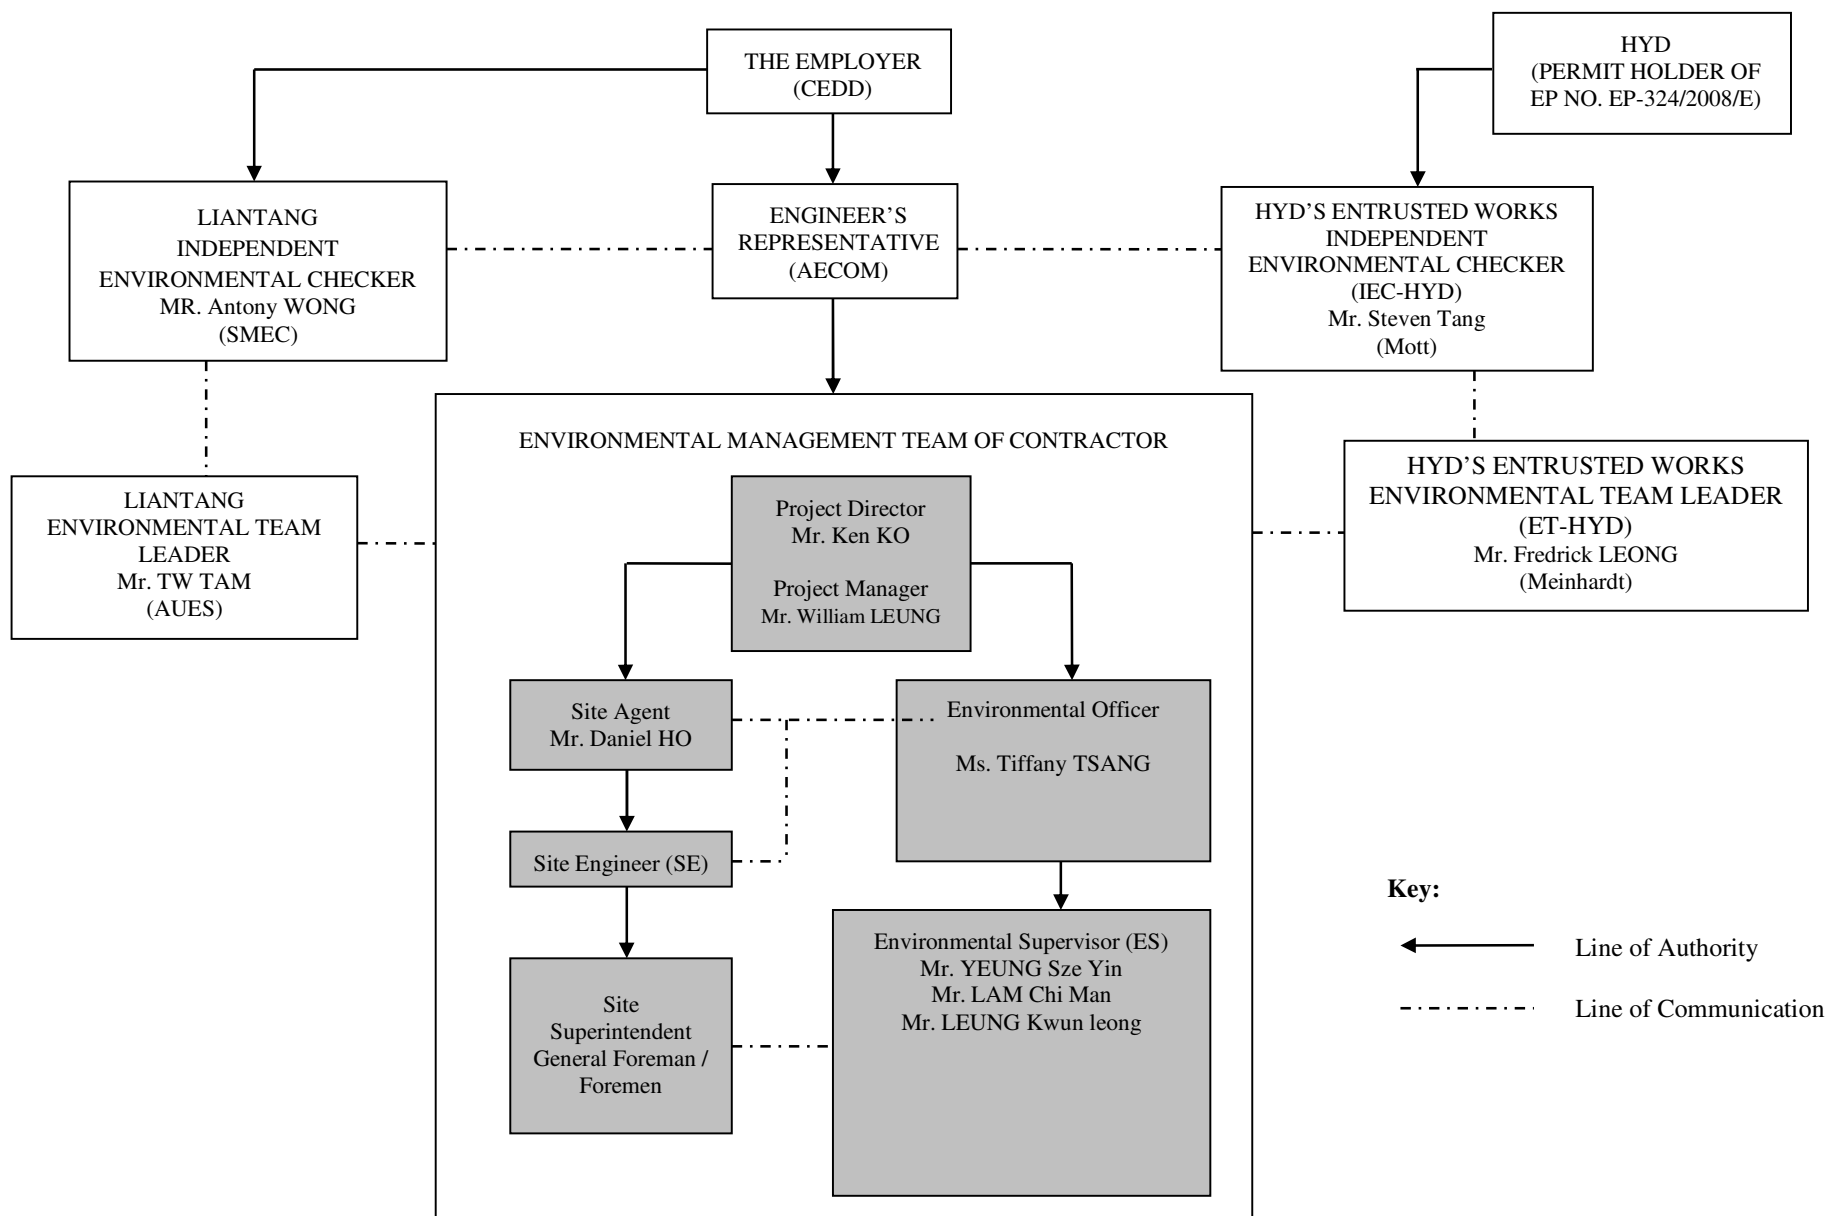 THE EMPLOYER
(CEDD)
HYD
(PERMIT HOLDER OF
EP NO. EP-324/2008/E)
LIANTANG
INDEPENDENT
ENVIRONMENTAL CHECKER
MR. Antony WONG
(SMEC)
ENGINEER’S
REPRESENTATIVE
(AECOM)
HYD’S ENTRUSTED WORKS
INDEPENDENT
ENVIRONMENTAL CHECKER
(IEC-HYD)
Mr. Steven Tang
(Mott)
LIANTANG
ENVIRONMENTAL TEAM
LEADER
Mr. TW TAM
(AUES)
ENVIRONMENTAL MANAGEMENT TEAM OF CONTRACTOR
HYD’S ENTRUSTED WORKS
ENVIRONMENTAL TEAM LEADER
(ET-HYD)
Mr. Fredrick LEONG
(Meinhardt)
Project Director
Mr. Ken KO
Project Manager
Mr. William LEUNG
Site Agent
Mr. Daniel HO
Environmental Officer
Ms. Tiffany TSANG
Site Engineer (SE)
Environmental Supervisor (ES)
Mr. YEUNG Sze Yin
Mr. LAM Chi Man
Mr. LEUNG Kwun leong
Site
Superintendent
General Foreman /
Foremen
Key:
Line of Authority
Line of Communication